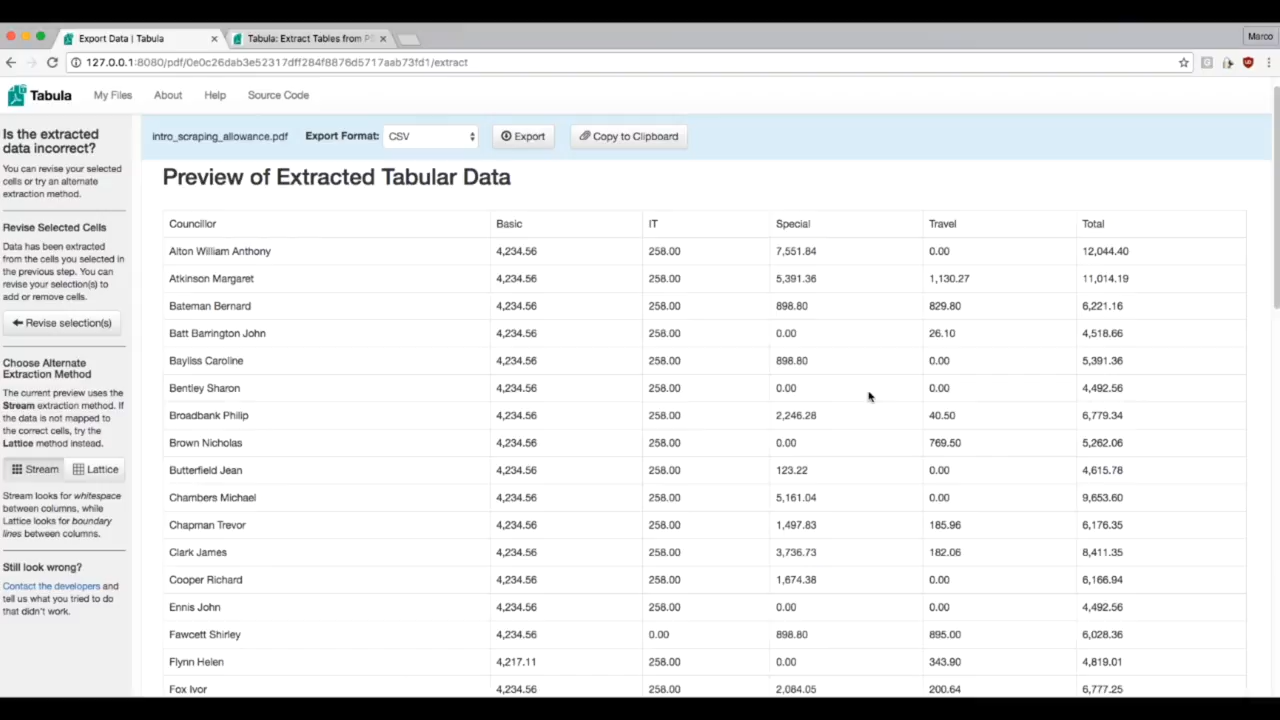 Export Data | Tabula
Tabula: Extract Tables from P
Marco
127.0.0.1:8080/pdf/0e0c26dab3e52317dff284f8876d5717aab73fd1/extract
Tabula My Files About Help Source Code
Is the extracted
data incorrect?
You can revise your selected
cells or try an alternate
extraction method.
Revise Selected Cells
Data has been extracted
from the cells you selected in
the previous step. You can
revise your selection(s) to
add or remove cells.
Revise selection(s)
Choose Alternate
Extraction Method
The current preview uses the
Stream extraction method. If
the data is not mapped to
the correct cells, try the
Lattice method instead.
Stream Lattice
Stream looks for whitespace
between columns, while
Lattice looks for boundary
lines between columns.
Still look wrong?
Contact the developers and
tell us what you tried to do
that didn't work.
intro_scraping_allowance.pdf Export Format: CSV Export Copy to Clipboard
Preview of Extracted Tabular Data
Councillor Basic IT Special Travel Total
Alton William Anthony 4,234.56 258.00 7,551.84 0.00 12,044.40
Atkinson Margaret 4,234.56 258.00 5,391.36 1,130.27 11,014.19
Bateman Bernard 4,234.56 258.00 898.80 829.80 6,221.16
Batt Barrington John 4,234.56 258.00 0.00 26.10 4,518.66
Bayliss Caroline 4,234.56 258.00 898.80 0.00 5,391.36
Bentley Sharon 4,234.56 258.00 0.00 0.00 4,492.56
Broadbank Philip 4,234.56 258.00 2,246.28 40.50 6,779.34
Brown Nicholas 4,234.56 258.00 0.00 769.50 5,262.06
Butterfield Jean 4,234.56 258.00 123.22 0.00 4,615.78
Chambers Michael 4,234.56 258.00 5,161.04 0.00 9,653.60
Chapman Trevor 4,234.56 258.00 1,497.83 185.96 6,176.35
Clark James 4,234.56 258.00 3,736.73 182.06 8,411.35
Cooper Richard 4,234.56 258.00 1,674.38 0.00 6,166.94
Ennis John 4,234.56 258.00 0.00 0.00 4,492.56
Fawcett Shirley 4,234.56 0.00 898.80 895.00 6,028.36
Flynn Helen 4,217.11 258.00 0.00 343.90 4,819.01
Fox Ivor 4,234.56 258.00 2,084.05 200.64 6,777.25